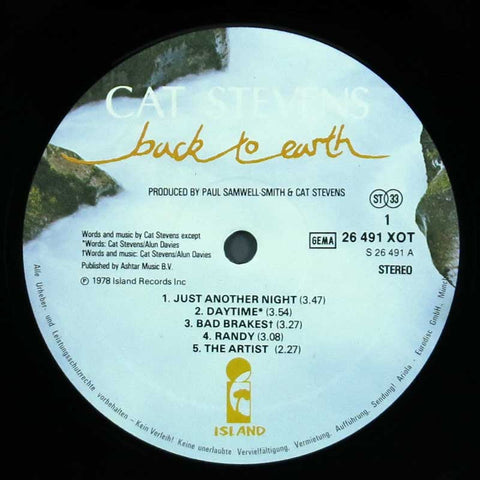 CAT STEVENS
back to earth
PRODUCED BY PAUL SAMWELL-SMITH & CAT STEVENS
ST 33
1
Words and music by Cat Stevens except
*Words: Cat Stevens/Alun Davies
†Words and music: Cat Stevens/Alun Davies
Published by Ashtar Music B.V.
℗ 1978 Island Records Inc
GEMA
26 491 XOT
S 26 491 A
STEREO
1. JUST ANOTHER NIGHT (3.47)
2. DAYTIME* (3.54)
3. BAD BRAKES† (3.27)
4. RANDY (3.08)
5. THE ARTIST (2.27)
ISLAND
Alle Urheber- und Leistungsschutzrechte vorbehalten – Kein Verleih! Keine unerlaubte Vervielfältigung, Vermietung, Aufführung, Sendung! Ariola - Eurodisc GmbH,